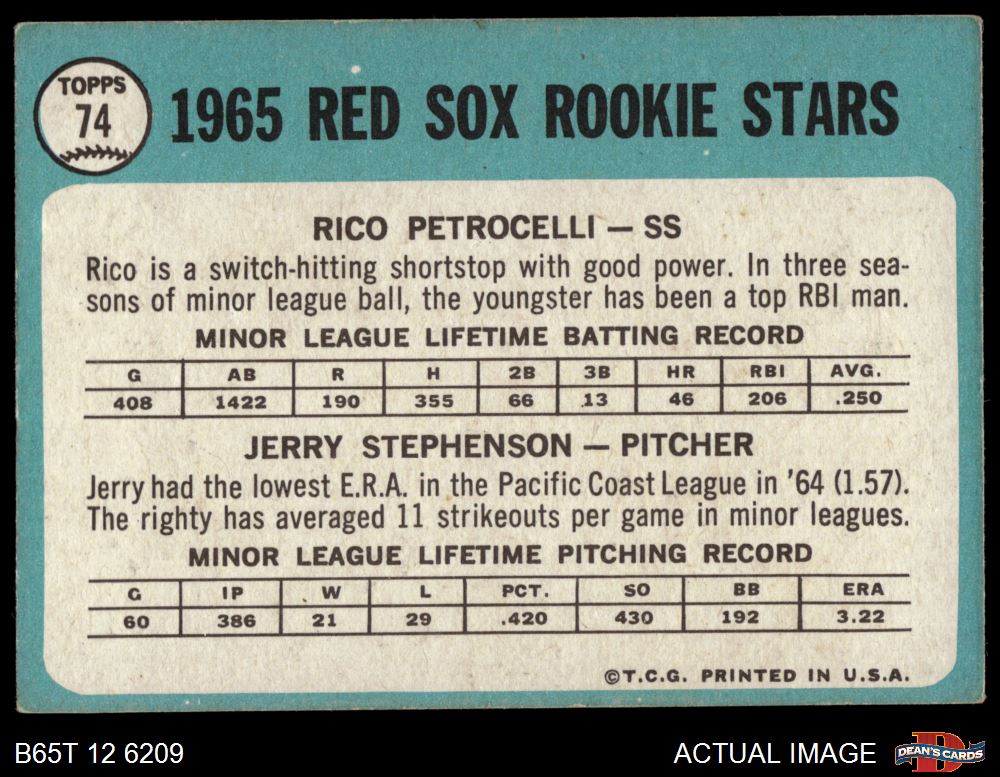 TOPPS
74
1965 RED SOX ROOKIE STARS
RICO PETROCELLI — SS
Rico is a switch-hitting shortstop with good power. In three sea-
sons of minor league ball, the youngster has been a top RBI man.
MINOR LEAGUE LIFETIME BATTING RECORD
G AB R H 2B 3B HR RBI AVG.
408 1422 190 355 66 13 46 206 .250
JERRY STEPHENSON — PITCHER
Jerry had the lowest E.R.A. in the Pacific Coast League in '64 (1.57).
The righty has averaged 11 strikeouts per game in minor leagues.
MINOR LEAGUE LIFETIME PITCHING RECORD
G IP W L PCT. SO BB ERA
60 386 21 29 .420 430 192 3.22
©T.C.G. PRINTED IN U.S.A.
B65T 12 6209 ACTUAL IMAGE D DEAN'S CARDS